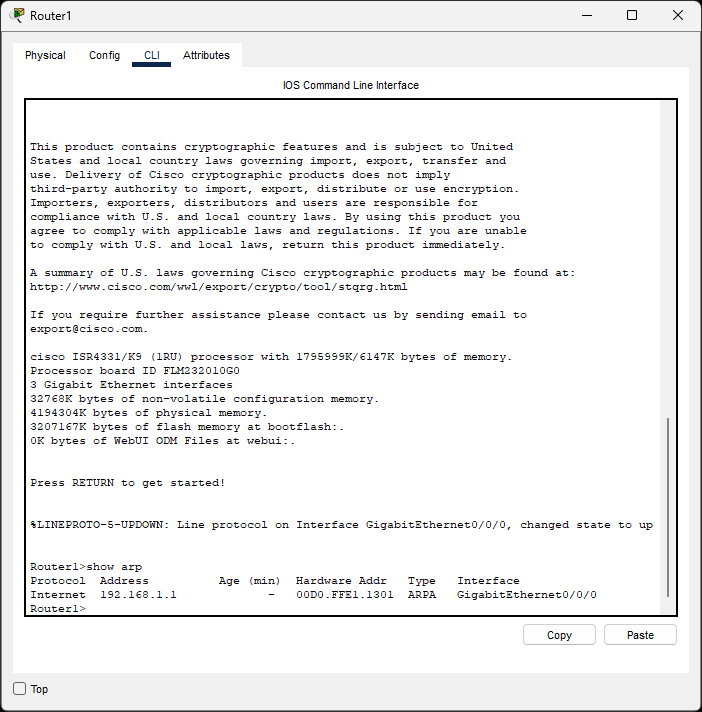 Router1
Physical Config CLI Attributes
IOS Command Line Interface
This product contains cryptographic features and is subject to United
States and local country laws governing import, export, transfer and
use. Delivery of Cisco cryptographic products does not imply
third-party authority to import, export, distribute or use encryption.
Importers, exporters, distributors and users are responsible for
compliance with U.S. and local country laws. By using this product you
agree to comply with applicable laws and regulations. If you are unable
to comply with U.S. and local laws, return this product immediately.
A summary of U.S. laws governing Cisco cryptographic products may be found at:
http://www.cisco.com/wwl/export/crypto/tool/stqrg.html
If you require further assistance please contact us by sending email to
export@cisco.com.
cisco ISR4331/K9 (1RU) processor with 1795999K/6147K bytes of memory.
Processor board ID FLM232010G0
3 Gigabit Ethernet interfaces
32768K bytes of non-volatile configuration memory.
4194304K bytes of physical memory.
3207167K bytes of flash memory at bootflash:.
0K bytes of WebUI ODM Files at webui:.
Press RETURN to get started!
%LINEPROTO-5-UPDOWN: Line protocol on Interface GigabitEthernet0/0/0, changed state to up
Router1>show arp
Protocol  Address          Age (min)  Hardware Addr   Type   Interface
Internet  192.168.1.1             -   00D0.FFE1.1301  ARPA   GigabitEthernet0/0/0
Router1>
Copy Paste
Top